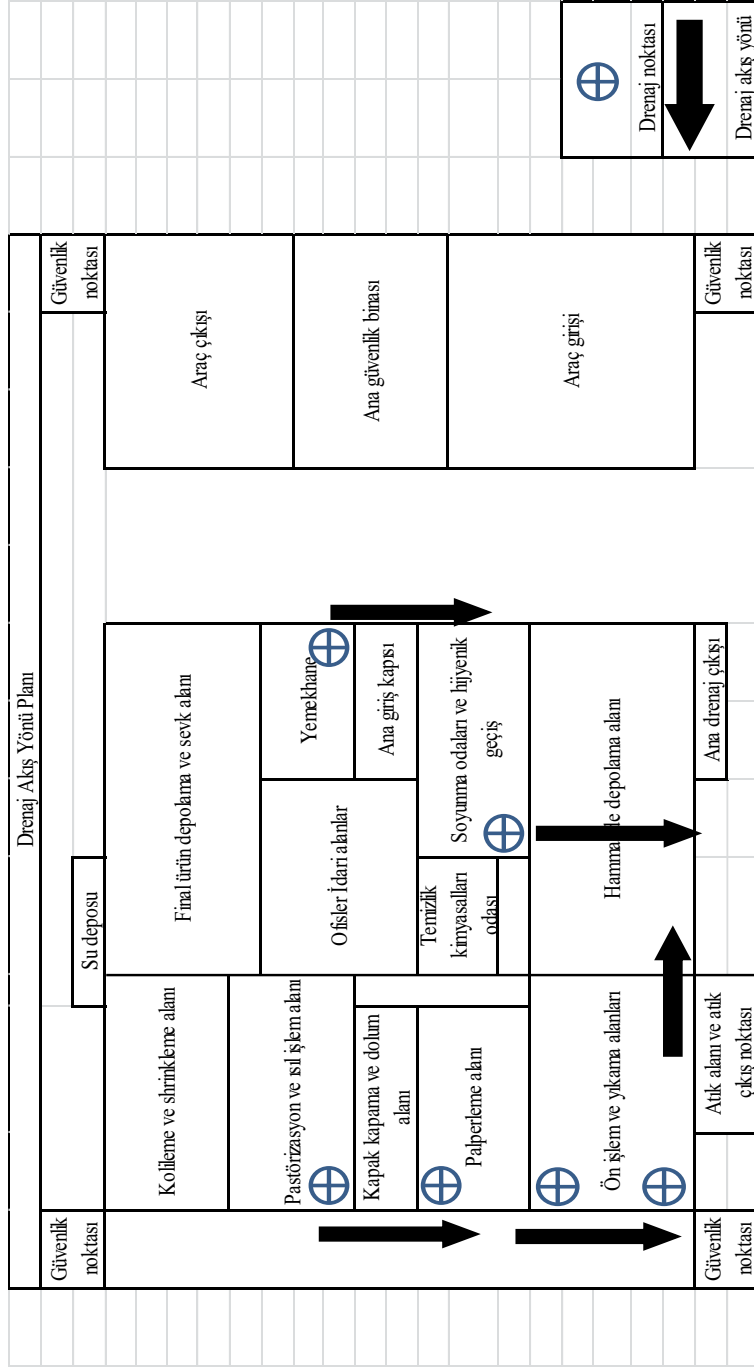 Drenaj Akış Yönü Planı
Güvenlik
noktası
Su deposu
Güvenlik
noktası
Kolileme ve shrinkleme alanı
Final ürün depolama ve sevk alanı
Araç çıkışı
Pastörizasyon ve ısıl işlem alanı
Ofisler İdari alanlar
Yemekhane
Ana güvenlik binası
Kapak kapama ve dolum
alanı
Ana giriş kapısı
Palperleme alanı
Temizlik
kimyasalları
odası
Soyunma odaları ve hijyenik
geçiş
Araç girişi
Ön işlem ve yıkama alanları
Hammadde depolama alanı
Güvenlik
noktası
Atık alanı ve atık
çıkış noktası
Ana drenaj çıkışı
Güvenlik
noktası
Drenaj noktası
Drenaj akış yönü